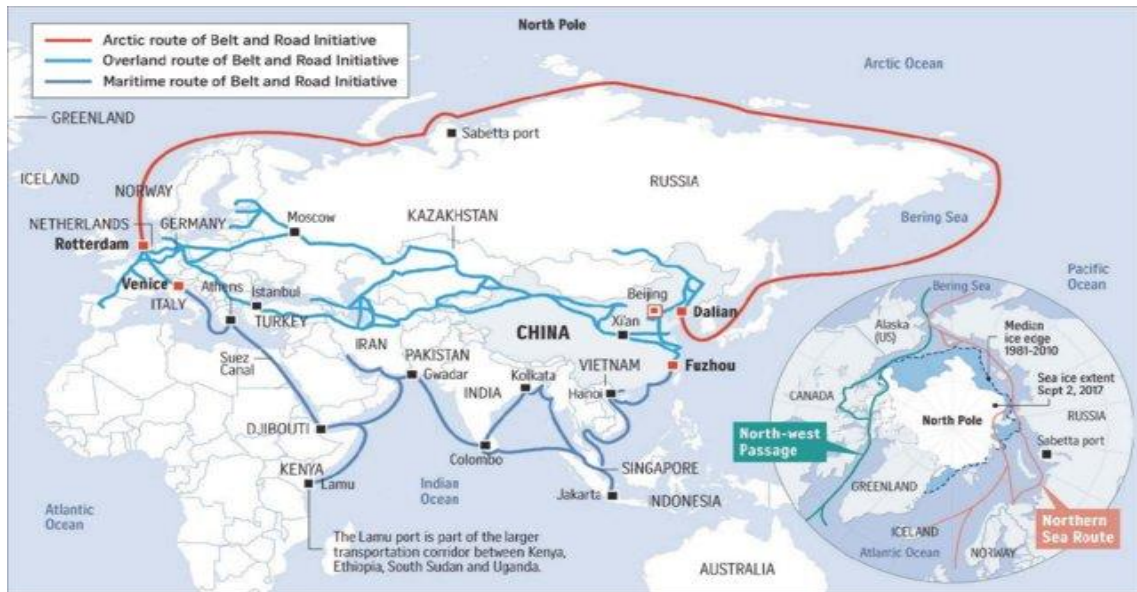 North Pole
Arctic route of Belt and Road Initiative
Overland route of Belt and Road Initiative
Maritime route of Belt and Road Initiative
Arctic Ocean
GREENLAND
Sabetta port
ICELAND
NORWAY
RUSSIA
NETHERLANDS
GERMANY
Moscow
KAZAKHSTAN
Bering Sea
Rotterdam
Venice
Athens
Istanbul
ITALY
TURKEY
Beijing
Dalian
Pacific
Ocean
CHINA
Xi'an
IRAN
PAKISTAN
Suez
Canal
Gwadar
INDIA
Kolkata
VIETNAM
Hanoi
Fuzhou
DJIBOUTI
KENYA
Lamu
Colombo
SINGAPORE
Indian
Ocean
Jakarta
INDONESIA
Atlantic
Ocean
The Lamu port is part of the larger
transportation corridor between Kenya,
Ethiopia, South Sudan and Uganda.
AUSTRALIA
Bering Sea
Alaska
(US)
Median
ice edge
1981-2010
Sea ice extent
Sept 2, 2017
CANADA
North Pole
RUSSIA
North-west
Passage
Sabetta port
GREENLAND
ICELAND
Northern
Sea Route
Atlantic Ocean
NORWAY